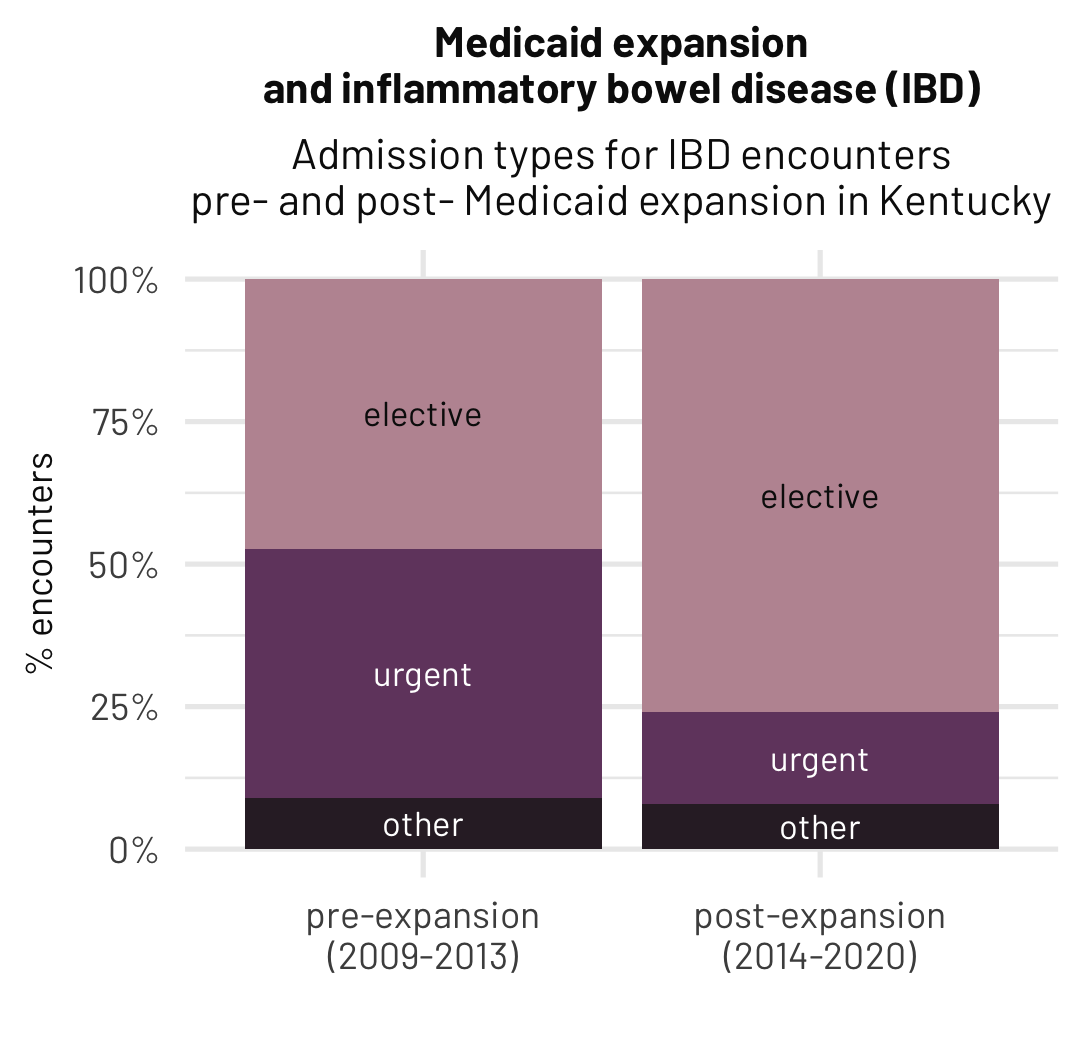 Medicaid expansion
and inflammatory bowel disease (IBD)
Admission types for IBD encounters
pre- and post- Medicaid expansion in Kentucky
% encounters
100%
75%
50%
25%
0%
elective
urgent
other
elective
urgent
other
pre-expansion
(2009-2013)
post-expansion
(2014-2020)